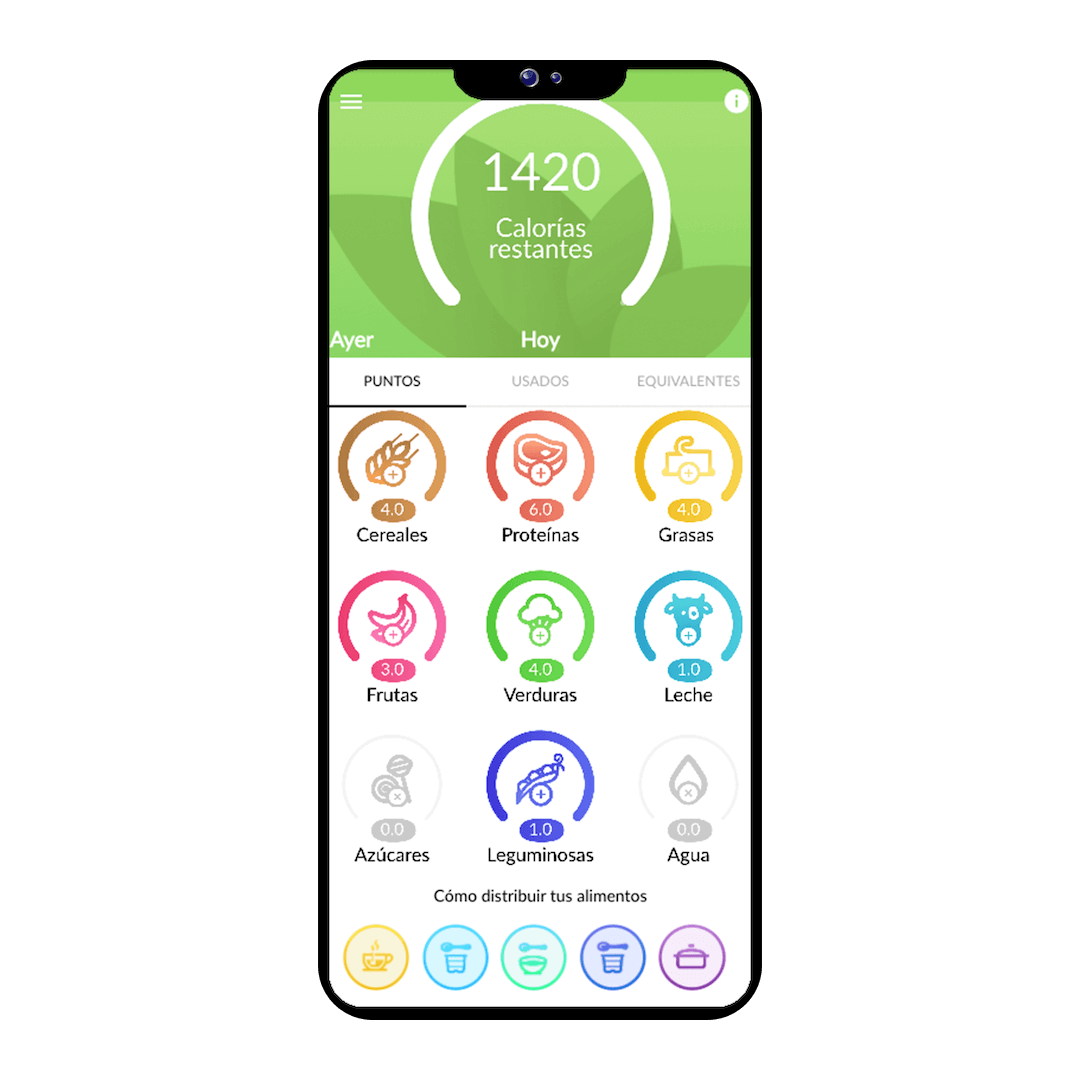 1420
Calorías
restantes
Ayer Hoy
PUNTOS USADOS EQUIVALENTES
4.0 6.0 4.0
Cereales Proteínas Grasas
3.0 4.0 1.0
Frutas Verduras Leche
0.0 1.0 0.0
Azúcares Leguminosas Agua
Cómo distribuir tus alimentos